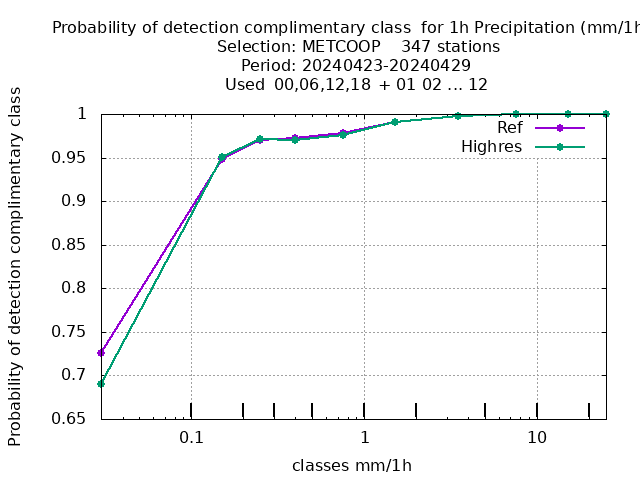 Probability of detection complimentary class  for 1h Precipitation (mm/1h
Selection: METCOOP    347 stations
Period: 20240423-20240429
Used  00,06,12,18  + 01 02 ... 12
Probability of detection complimentary class
1
0.95
0.9
0.85
0.8
0.75
0.7
0.65
Ref
Highres
0.1
1
10
classes mm/1h